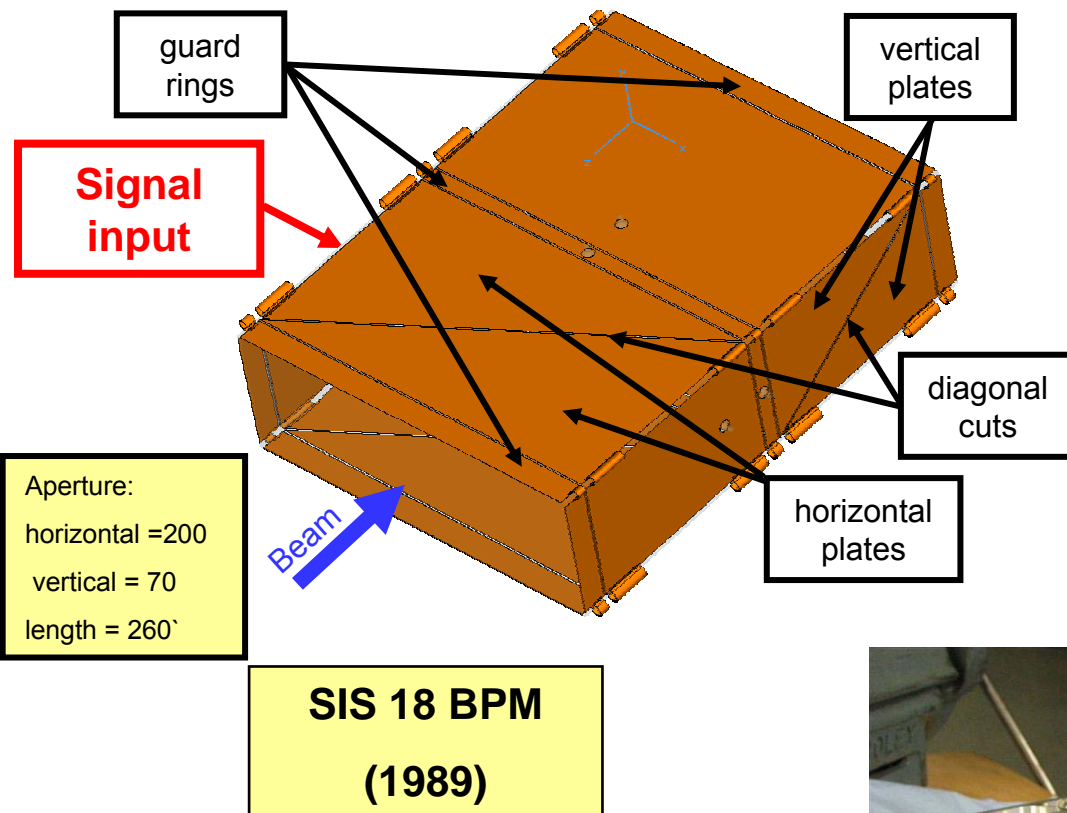 guard
rings
vertical
plates
Signal
input
diagonal
cuts
horizontal
plates
Beam
Aperture:
horizontal =200
vertical = 70
length = 260`
SIS 18 BPM
(1989)